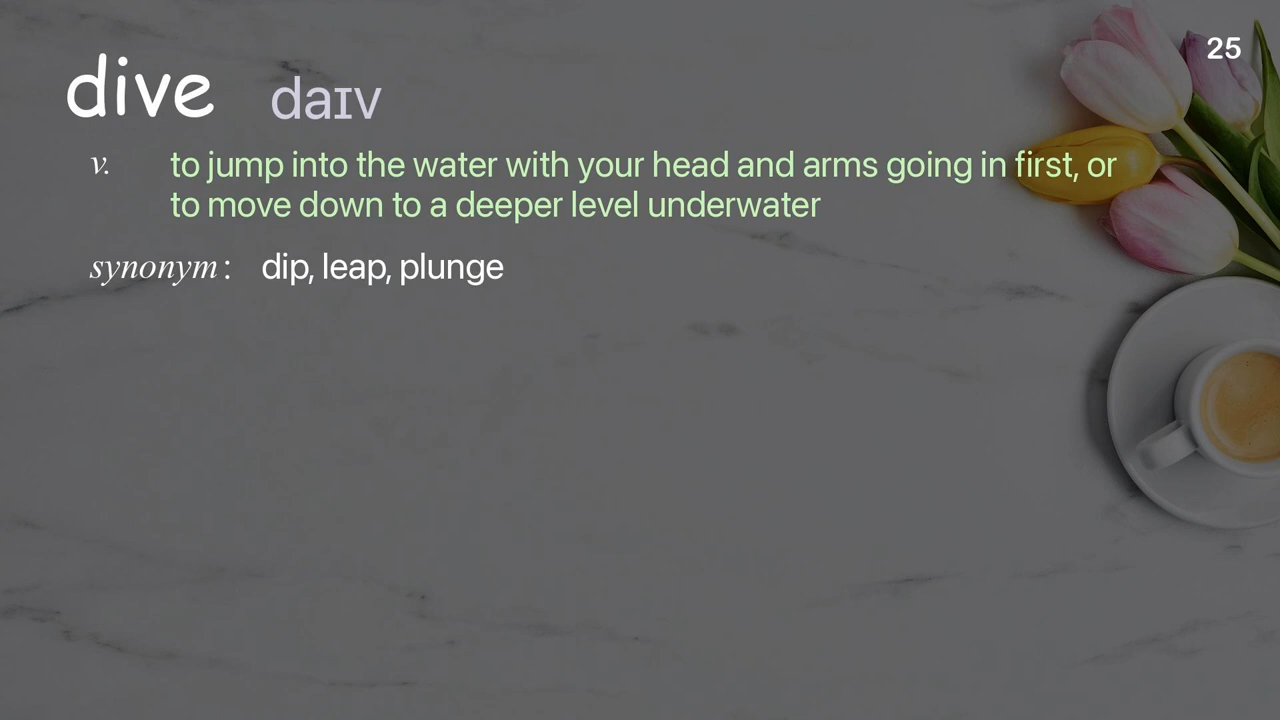 25
dive daɪv
v. to jump into the water with your head and arms going in first, or
to move down to a deeper level underwater
synonym: dip, leap, plunge